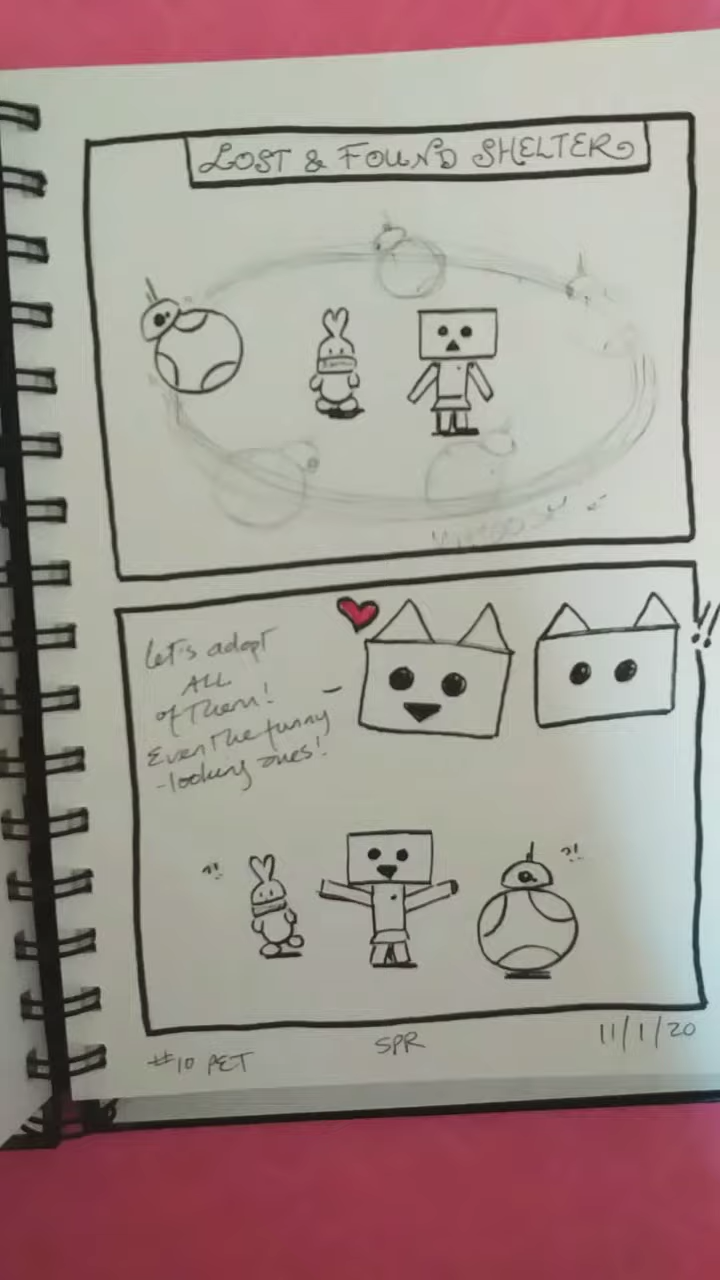 LOST & FOUND SHELTER
Let's adopt
ALL
of Them!
Even the funny
-looking ones!
!!
?!
?!
#10 PET
SPR
11/1/20